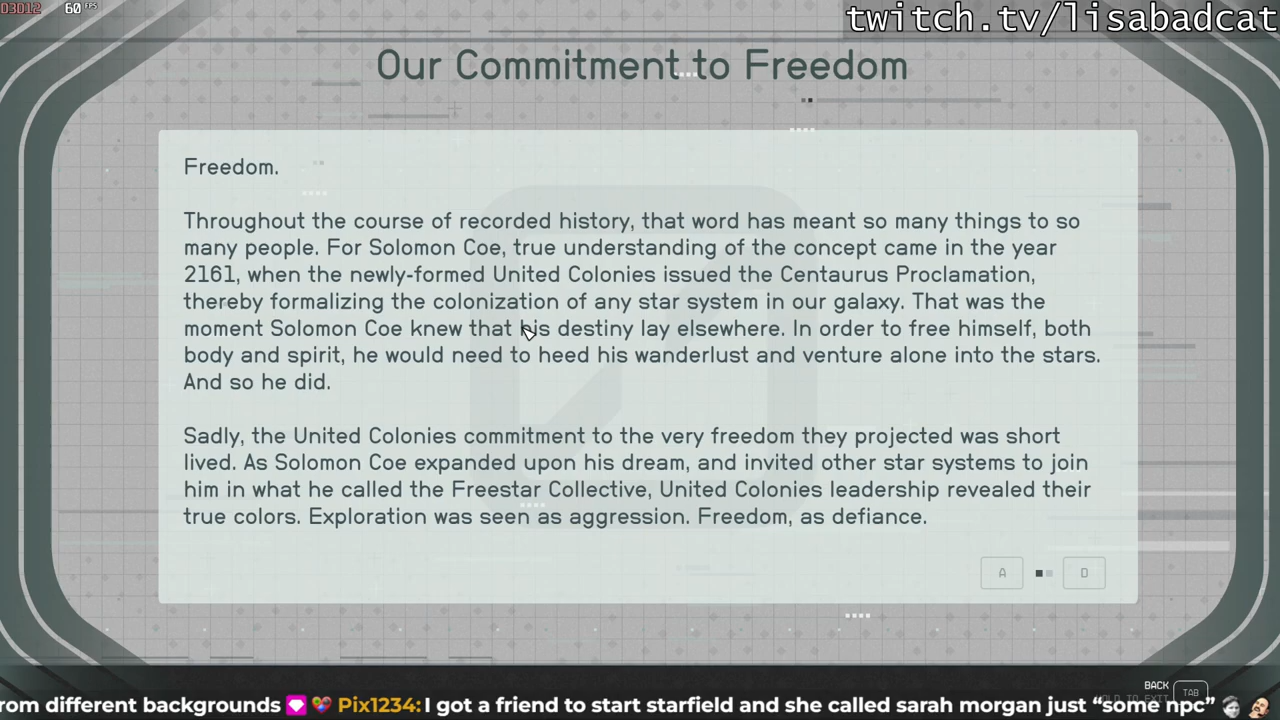 D3D12 60 FPS
twitch.tv/lisabadcat
Our Commitment to Freedom
Freedom.
Throughout the course of recorded history, that word has meant so many things to so
many people. For Solomon Coe, true understanding of the concept came in the year
2161, when the newly-formed United Colonies issued the Centaurus Proclamation,
thereby formalizing the colonization of any star system in our galaxy. That was the
moment Solomon Coe knew that his destiny lay elsewhere. In order to free himself, both
body and spirit, he would need to heed his wanderlust and venture alone into the stars.
And so he did.
Sadly, the United Colonies commitment to the very freedom they projected was short
lived. As Solomon Coe expanded upon his dream, and invited other star systems to join
him in what he called the Freestar Collective, United Colonies leadership revealed their
true colors. Exploration was seen as aggression. Freedom, as defiance.
A D
BACK
TO EXIT TAB
rom different backgrounds Pix1234: I got a friend to start starfield and she called sarah morgan just “some npc”